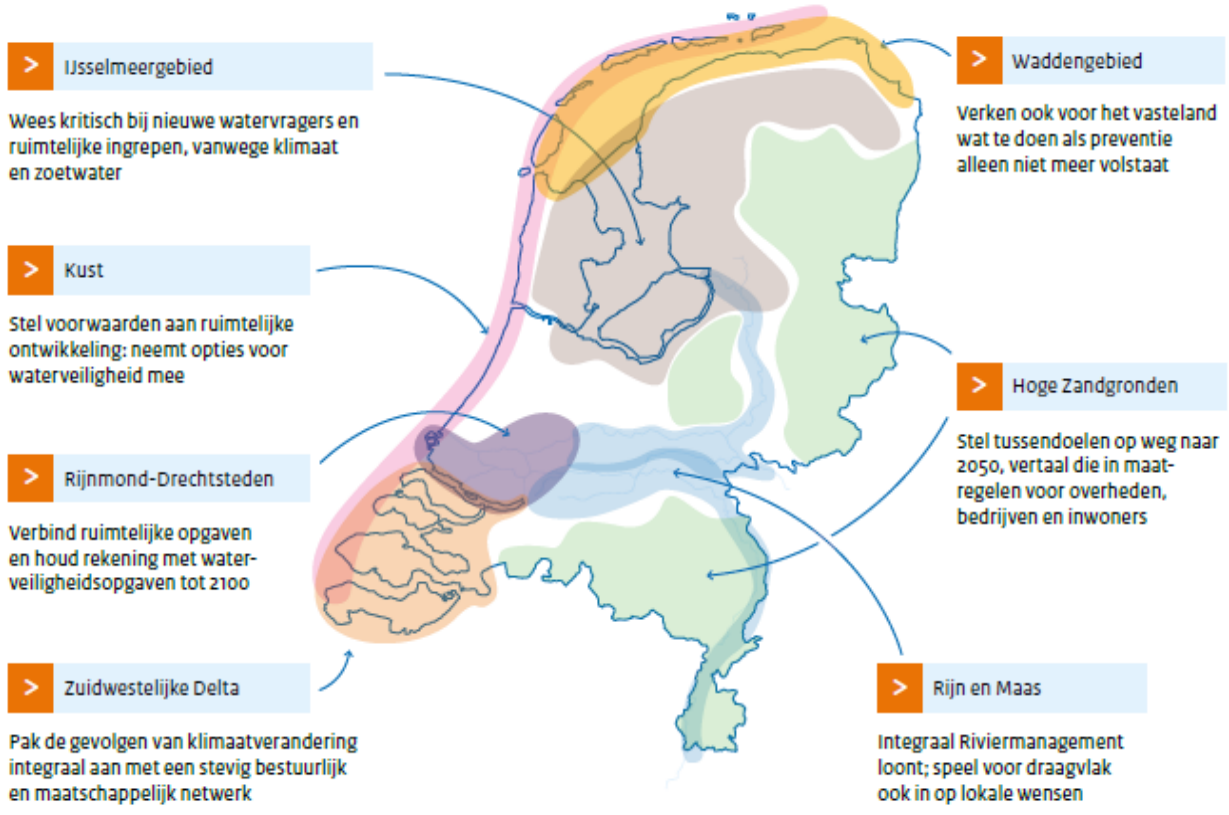 >
IJsselmeergebied
Wees kritisch bij nieuwe watervragers en
ruimtelijke ingrepen, vanwege klimaat
en zoetwater
>
Kust
Stel voorwaarden aan ruimtelijke
ontwikkeling: neemt opties voor
waterveiligheid mee
>
Rijnmond-Drechtsteden
Verbind ruimtelijke opgaven
en houd rekening met water-
veiligheidsopgaven tot 2100
>
Zuidwestelijke Delta
Pak de gevolgen van klimaatverandering
integraal aan met een stevig bestuurlijk
en maatschappelijk netwerk
>
Waddengebied
Verken ook voor het vasteland
wat te doen als preventie
alleen niet meer volstaat
>
Hoge Zandgronden
Stel tussendoelen op weg naar
2050, vertaal die in maat-
regelen voor overheden,
bedrijven en inwoners
>
Rijn en Maas
Integraal Riviermanagement
loont; speel voor draagvlak
ook in op lokale wensen